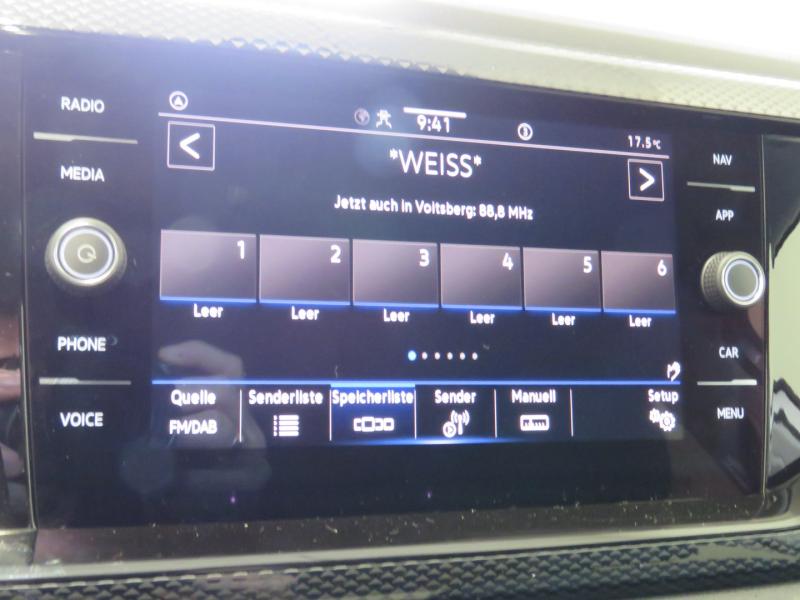 RADIO
MEDIA
PHONE
VOICE
9:41
17.5°C
<
*WEISS*
>
Jetzt auch in Voitsberg: 88,8 MHz
1 2 3 4 5 6
Leer Leer Leer Leer Leer Leer
Quelle Senderliste Speicherliste Sender Manuell Setup
FM/DAB
NAV
APP
CAR
MENU